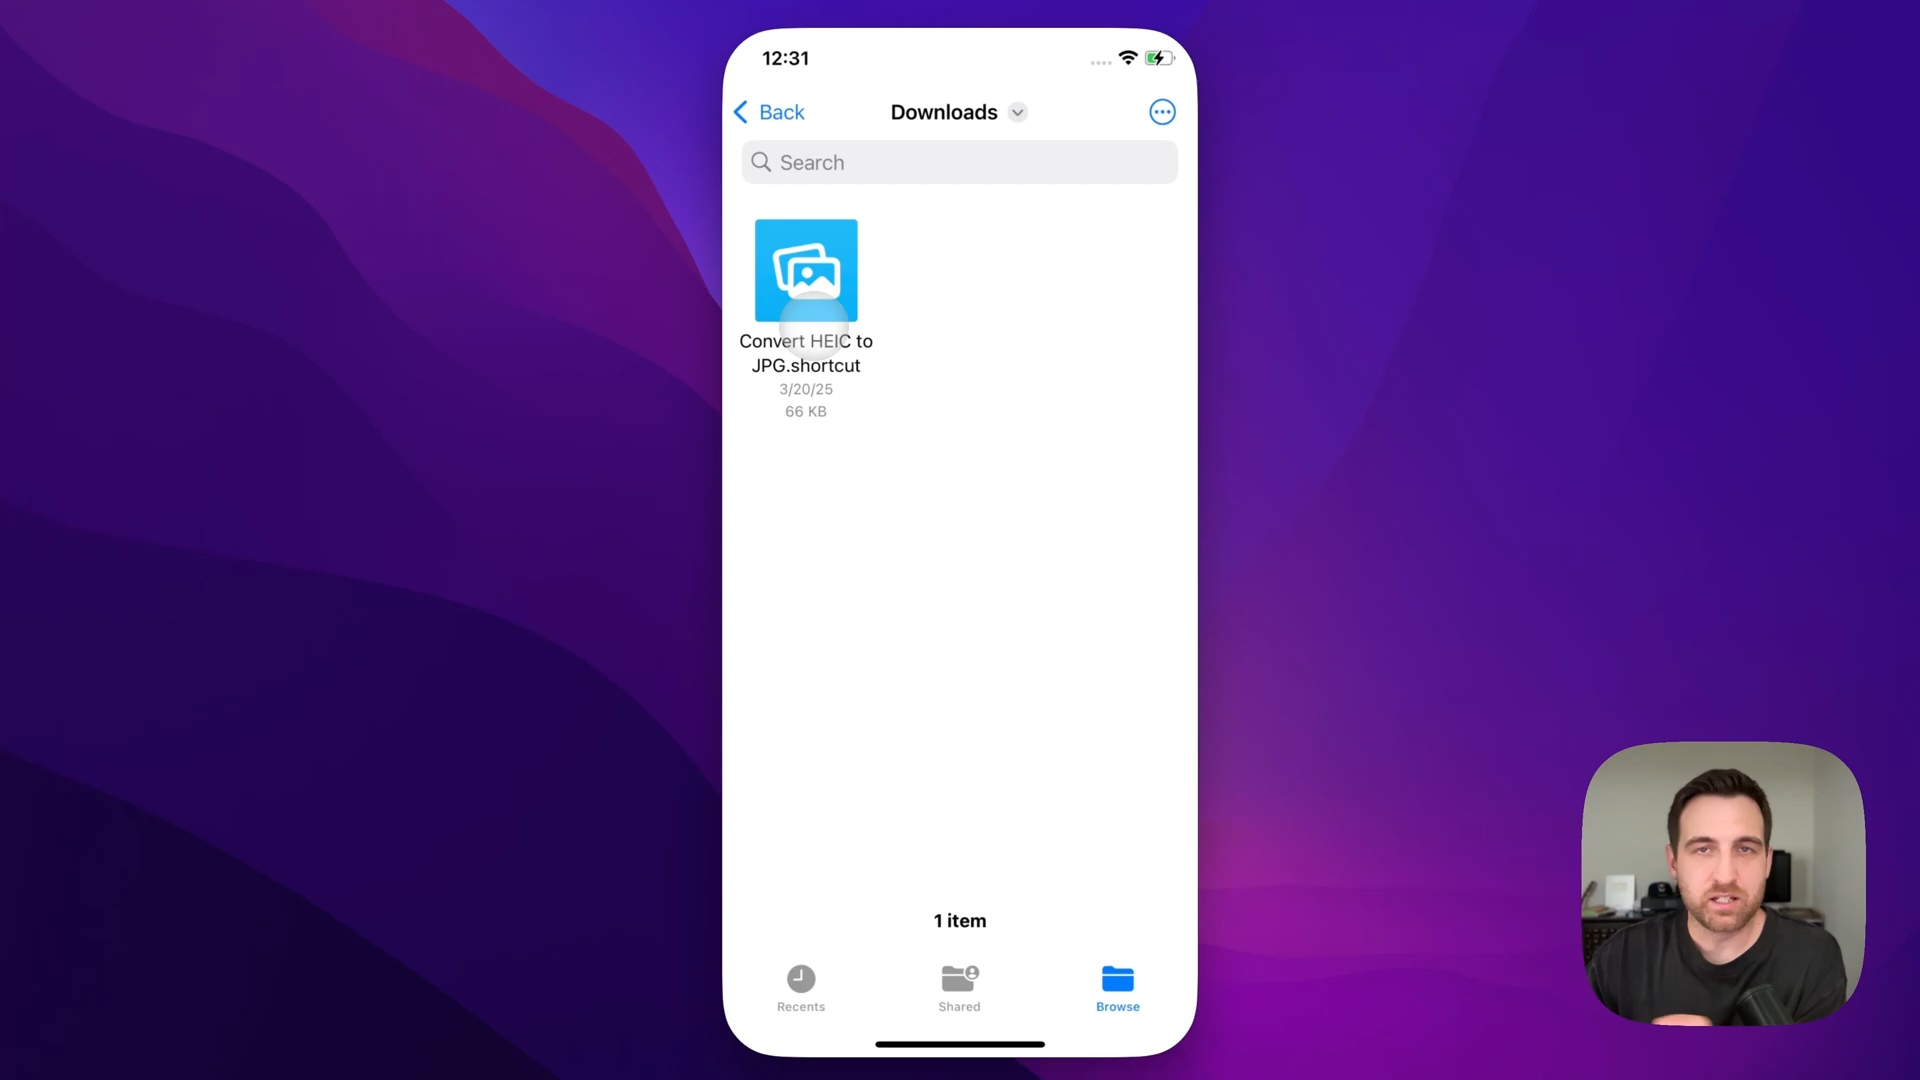 12:31
Back
Downloads
Search
Convert HEIC to
JPG.shortcut
3/20/25
66 KB
1 item
Recents
Shared
Browse